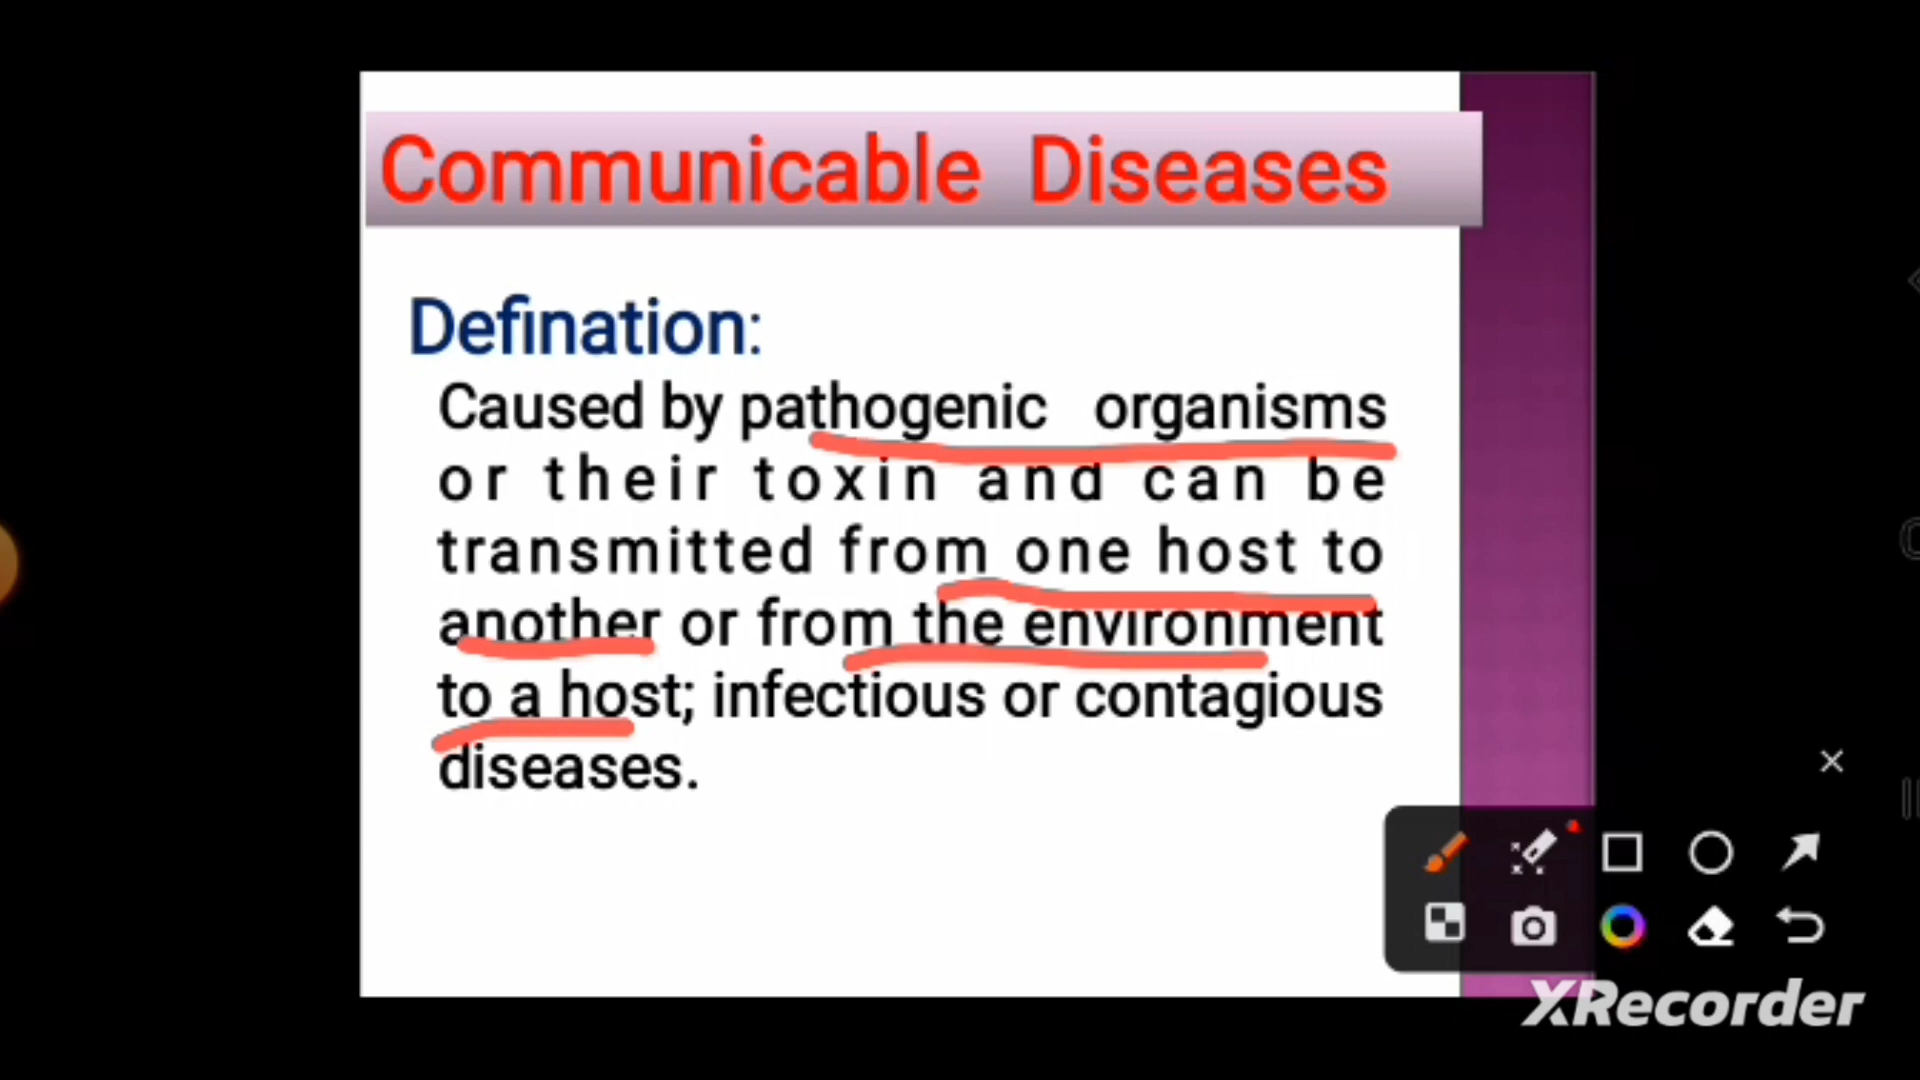 Communicable Diseases
Defination:
Caused by pathogenic organisms
or their toxin and can be
transmitted from one host to
another or from the environment
to a host; infectious or contagious
diseases.
XRecorder